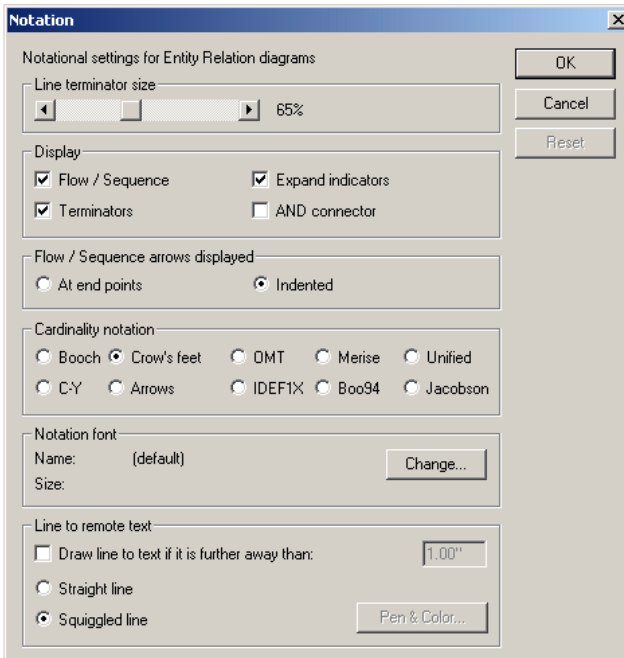 Notation
Notational settings for Entity Relation diagrams
OK
Line terminator size
65%
Cancel
Reset
Display
Flow / Sequence
Expand indicators
Terminators
AND connector
Flow / Sequence arrows displayed
At end points
Indented
Cardinality notation
Booch Crow's feet OMT Merise Unified
C-Y Arrows IDEF1X Boo94 Jacobson
Notation font
Name: (default)
Change...
Size:
Line to remote text
Draw line to text if it is further away than: 1.00"
Straight line
Squiggled line
Pen & Color...